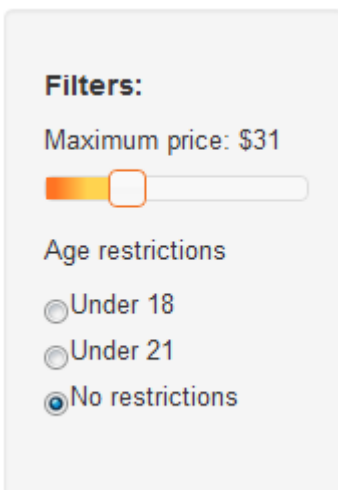 Filters:
Maximum price: $31
Age restrictions
Under 18
Under 21
No restrictions